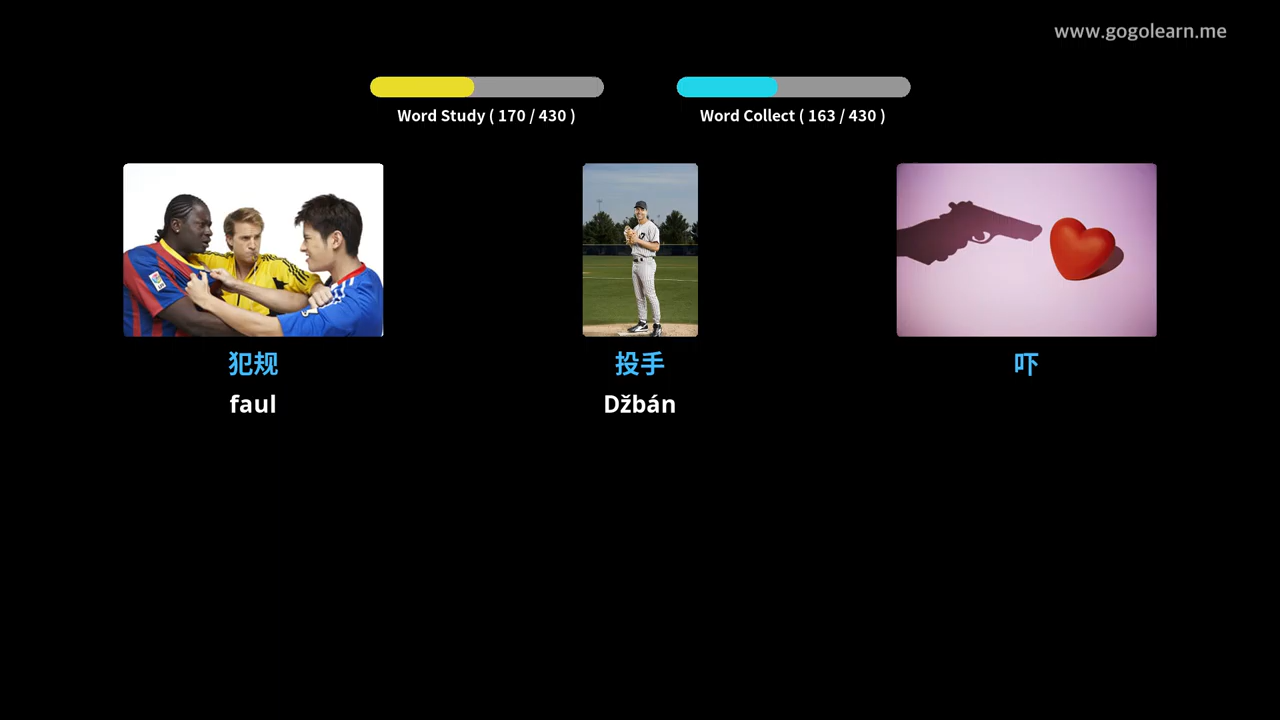 www.gogolearn.me
Word Study ( 170 / 430 )
Word Collect ( 163 / 430 )
犯规
faul
投手
Džbán
吓